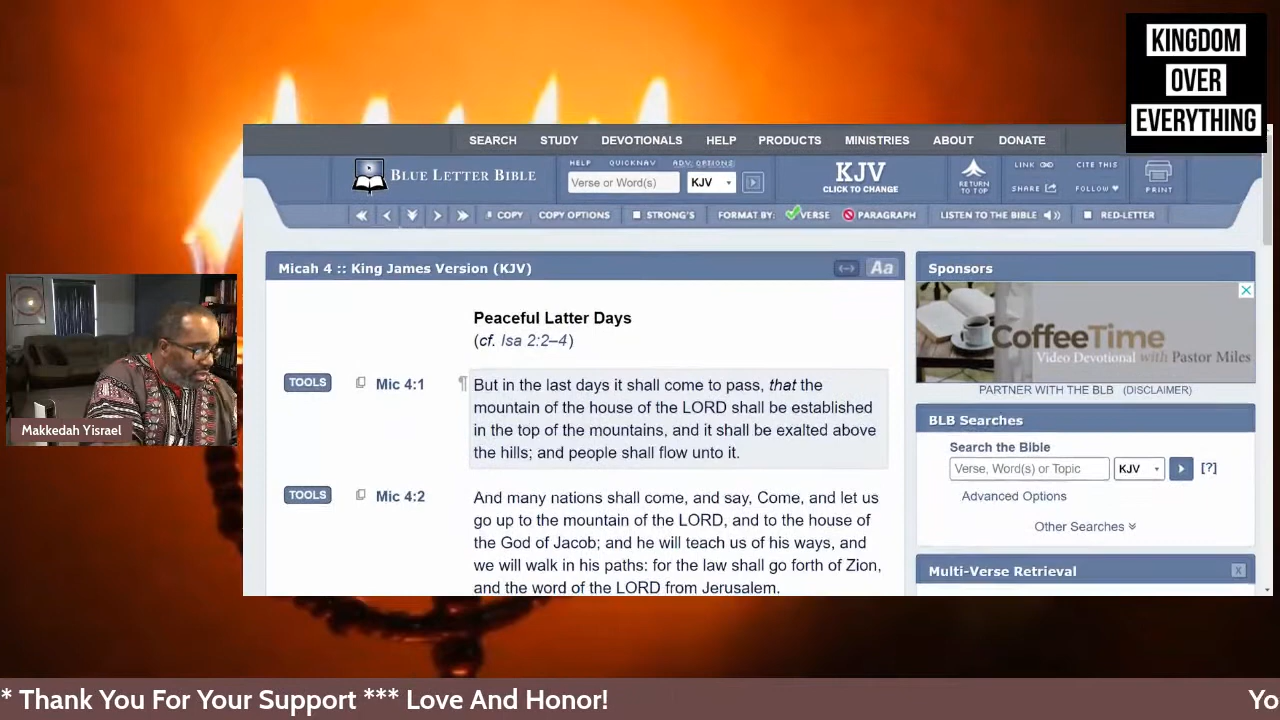 KINGDOM
OVER
EVERYTHING
SEARCH STUDY DEVOTIONALS HELP PRODUCTS MINISTRIES ABOUT DONATE
BLUE LETTER BIBLE
HELP QUICKNAV ADV. OPTIONS
Verse or Word(s) KJV
KJV
CLICK TO CHANGE
RETURN
TO TOP
LINK CITE THIS
SHARE FOLLOW
PRINT
COPY COPY OPTIONS STRONG'S FORMAT BY: VERSE PARAGRAPH LISTEN TO THE BIBLE RED-LETTER
Micah 4 :: King James Version (KJV) Aa
Peaceful Latter Days
(cf. Isa 2:2–4)
TOOLS Mic 4:1 ¶ But in the last days it shall come to pass, that the
mountain of the house of the LORD shall be established
in the top of the mountains, and it shall be exalted above
the hills; and people shall flow unto it.
TOOLS Mic 4:2 And many nations shall come, and say, Come, and let us
go up to the mountain of the LORD, and to the house of
the God of Jacob; and he will teach us of his ways, and
we will walk in his paths: for the law shall go forth of Zion,
and the word of the LORD from Jerusalem.
Sponsors
CoffeeTime
Video Devotional with Pastor Miles
PARTNER WITH THE BLB (DISCLAIMER)
BLB Searches
Search the Bible
Verse, Word(s) or Topic KJV [?]
Advanced Options
Other Searches
Multi-Verse Retrieval x
Makkedah Yisrael
* Thank You For Your Support *** Love And Honor! Yo